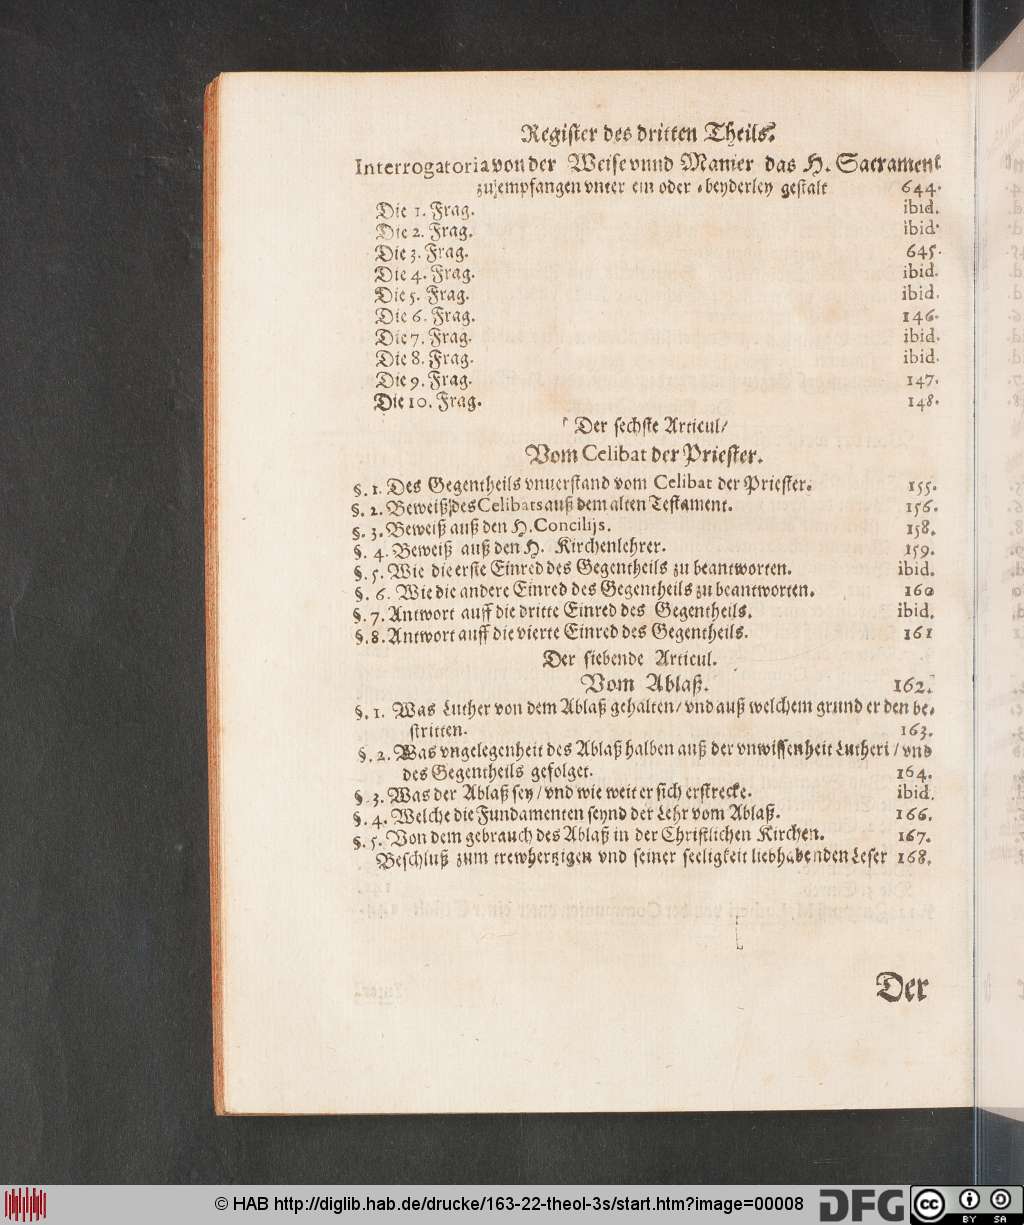 Register des dritten Theils.
Interrogatoria von der Weise vnnd Manier das H. Sacrament
zu empfangen vnter ein oder beyderley gestalt 644.
Die 1. Frag. ibid.
Die 2. Frag. ibid.
Die 3. Frag. 645.
Die 4. Frag. ibid.
Die 5. Frag. ibid.
Die 6. Frag. 146.
Die 7. Frag. ibid.
Die 8. Frag. ibid.
Die 9. Frag. 147.
Die 10. Frag. 148.
Der sechste Articul/
Vom Celibat der Priester.
§. 1. Des Gegentheils vnuerstand vom Celibat der Priester. 155.
§. 2. Beweiß des Celibats auß dem alten Testament. 156.
§. 3. Beweiß auß den H. Concilijs. 158.
§. 4. Beweiß auß den H. Kirchenlehrer. 159.
§. 5. Wie die erste Einred des Gegentheils zu beantworten. ibid.
§. 6. Wie die andere Einred des Gegentheils zu beantworten. 160
§. 7. Antwort auff die dritte Einred des Gegentheils. ibid.
§. 8. Antwort auff die vierte Einred des Gegentheils. 161
Der siebende Articul.
Vom Ablaß. 162.
§. 1. Was Luther von dem Ablaß gehalten/ vnd auß welchem grund er den be-
stritten. 163.
§. 2. Was vngelegenheit des Ablaß halben auß der vnwissenheit Lutheri/ vnd
des Gegentheils gefolget. 164.
§. 3. Was der Ablaß sey/ vnd wie weit er sich erstrecke. ibid.
§. 4. Welche die Fundamenten seynd der Lehr vom Ablaß. 166.
§. 5. Von dem gebrauch des Ablaß in der Christlichen Kirchen. 167.
Beschluß zum trewhertzigen vnd seiner seeligkeit liebhabenden Leser 168.
Der
© HAB http://diglib.hab.de/drucke/163-22-theol-3s/start.htm?image=00008
DFG
cc BY SA